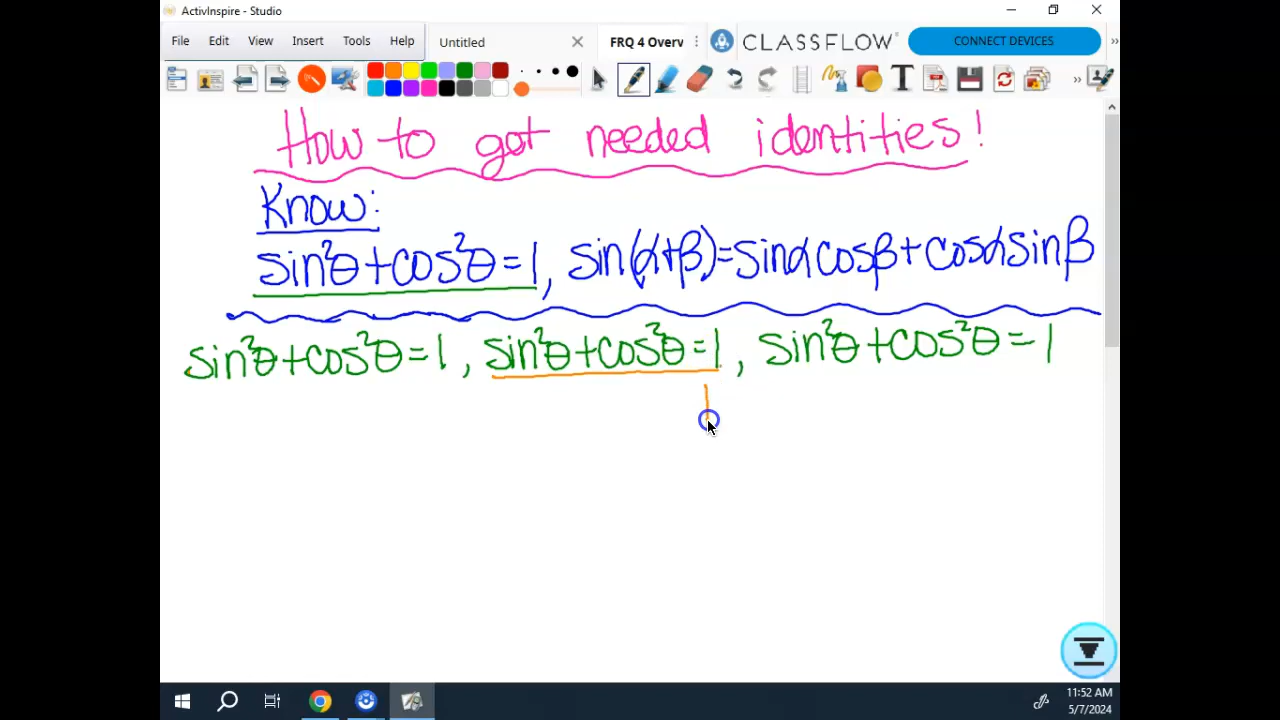 ActivInspire - Studio
File Edit View Insert Tools Help Untitled FRQ 4 Overv CLASSFLOW CONNECT DEVICES
How to get needed identities!
Know:
sin²θ+cos²θ=1, sin(α+β)=sinαcosβ+cosαsinβ
sin²θ+cos²θ=1, sin²θ+cos²θ=1, sin²θ+cos²θ=1
11:52 AM
5/7/2024